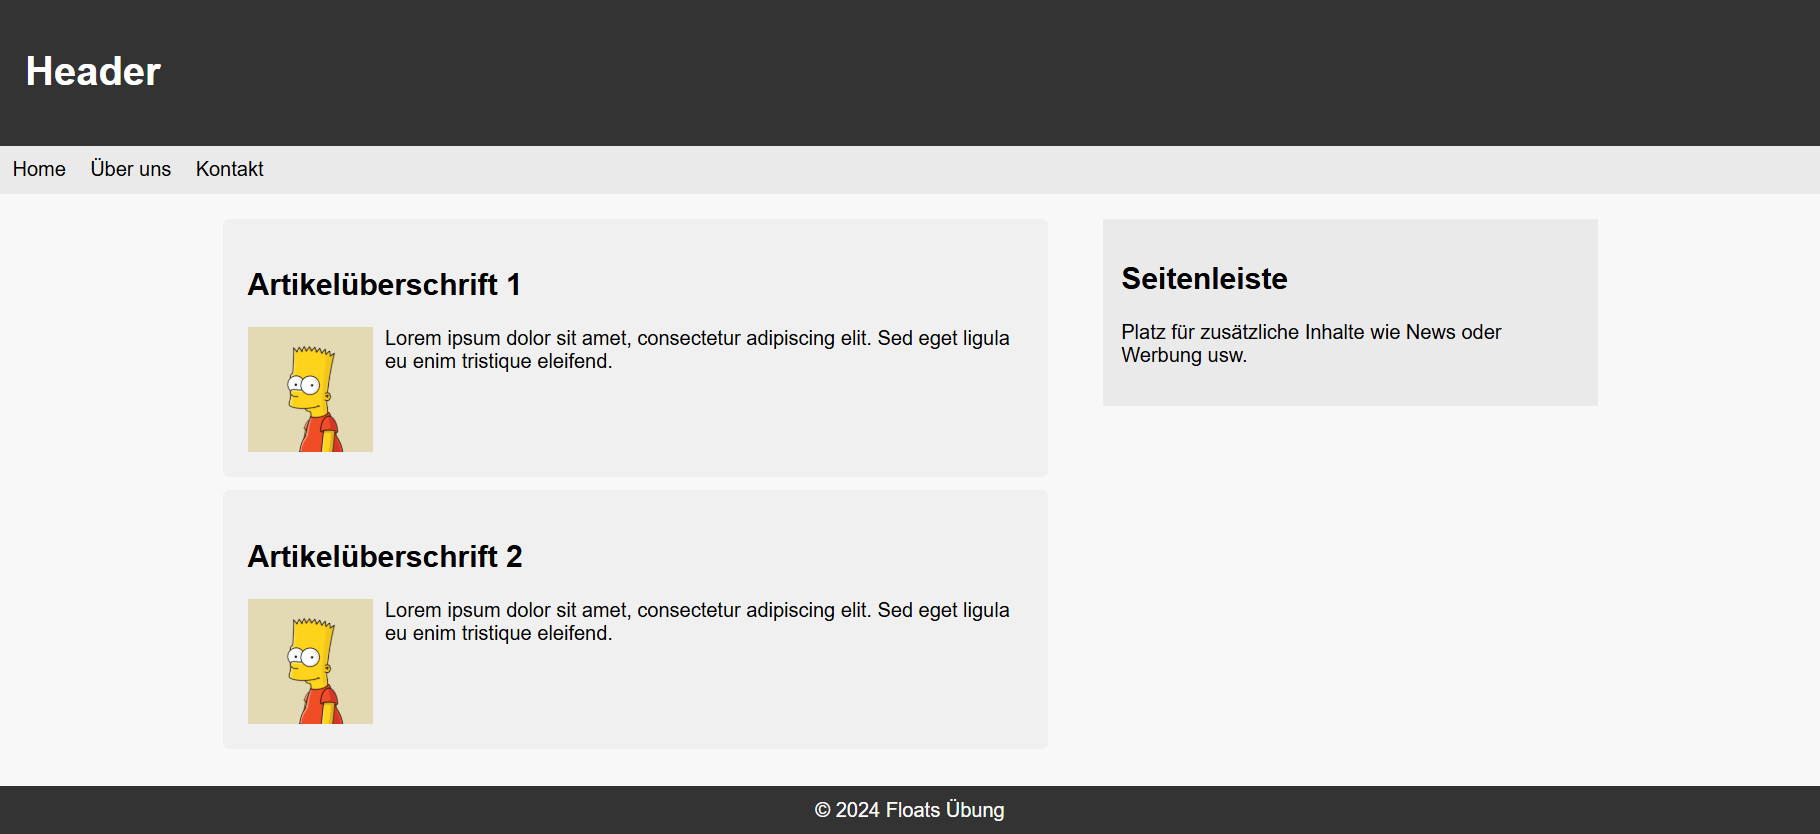 Header
Home Über uns Kontakt
Artikelüberschrift 1
Lorem ipsum dolor sit amet, consectetur adipiscing elit. Sed eget ligula
eu enim tristique eleifend.
Artikelüberschrift 2
Lorem ipsum dolor sit amet, consectetur adipiscing elit. Sed eget ligula
eu enim tristique eleifend.
Seitenleiste
Platz für zusätzliche Inhalte wie News oder
Werbung usw.
© 2024 Floats Übung